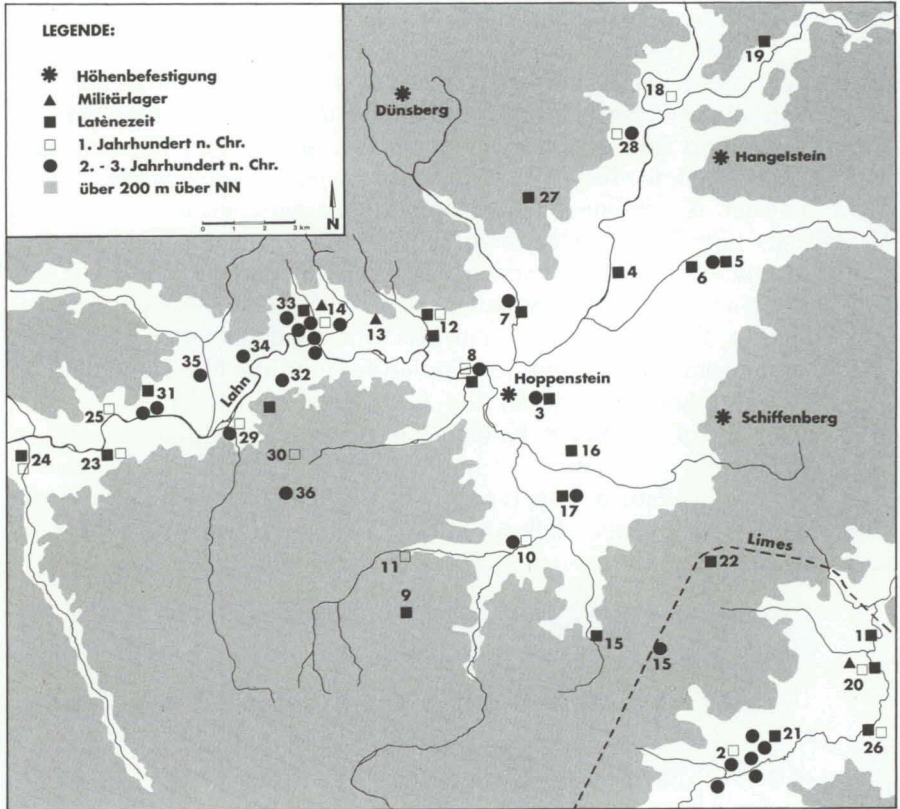 LEGENDE:
Höhenbefestigung
Militärlager
Latènezeit
1. Jahrhundert n. Chr.
2. - 3. Jahrhundert n. Chr.
über 200 m über NN
0 1 2 3 km
N
Dünsberg
19
18
28
Hangelstein
27
4
6
5
33
14
13
12
7
34
35
8
Hoppenstein
32
3
31
Lahn
25
Schiffenberg
29
16
24
23
30
36
17
10
Limes
11
22
9
15
1
15
20
2
21
26